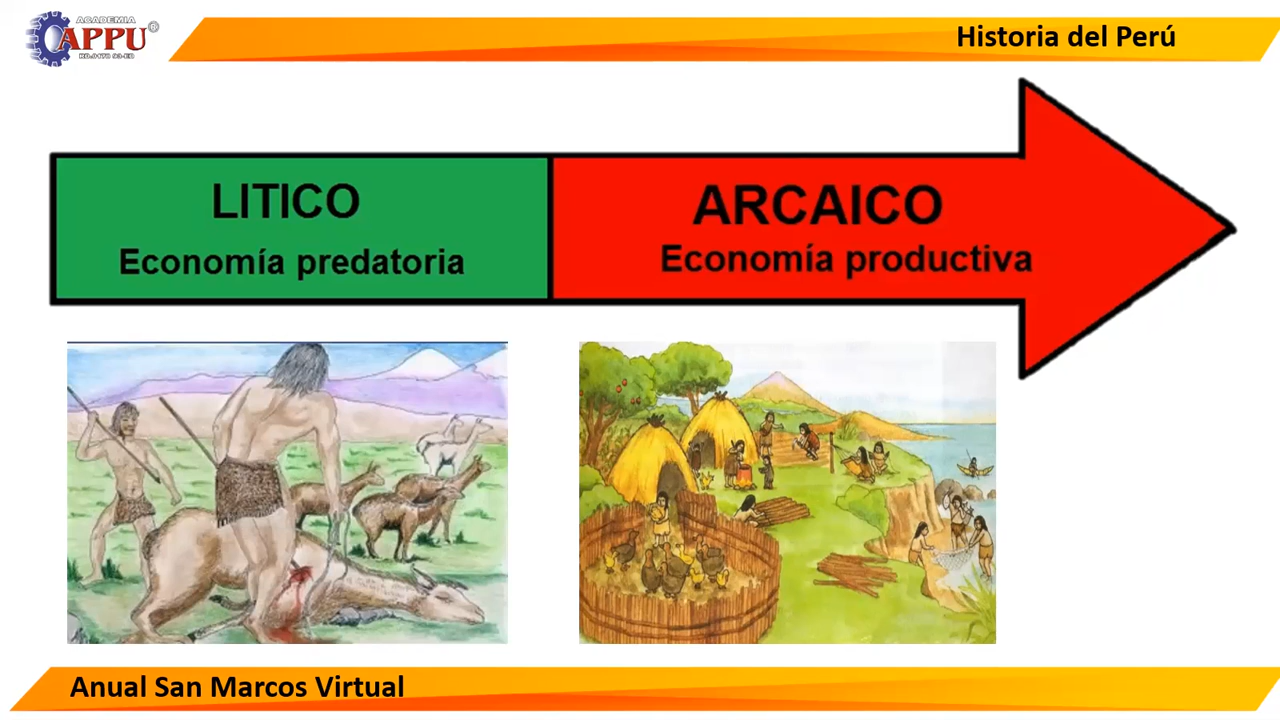 ACADEMIA
APPU®
Historia del Perú
LITICO
Economía predatoria
ARCAICO
Economía productiva
Anual San Marcos Virtual